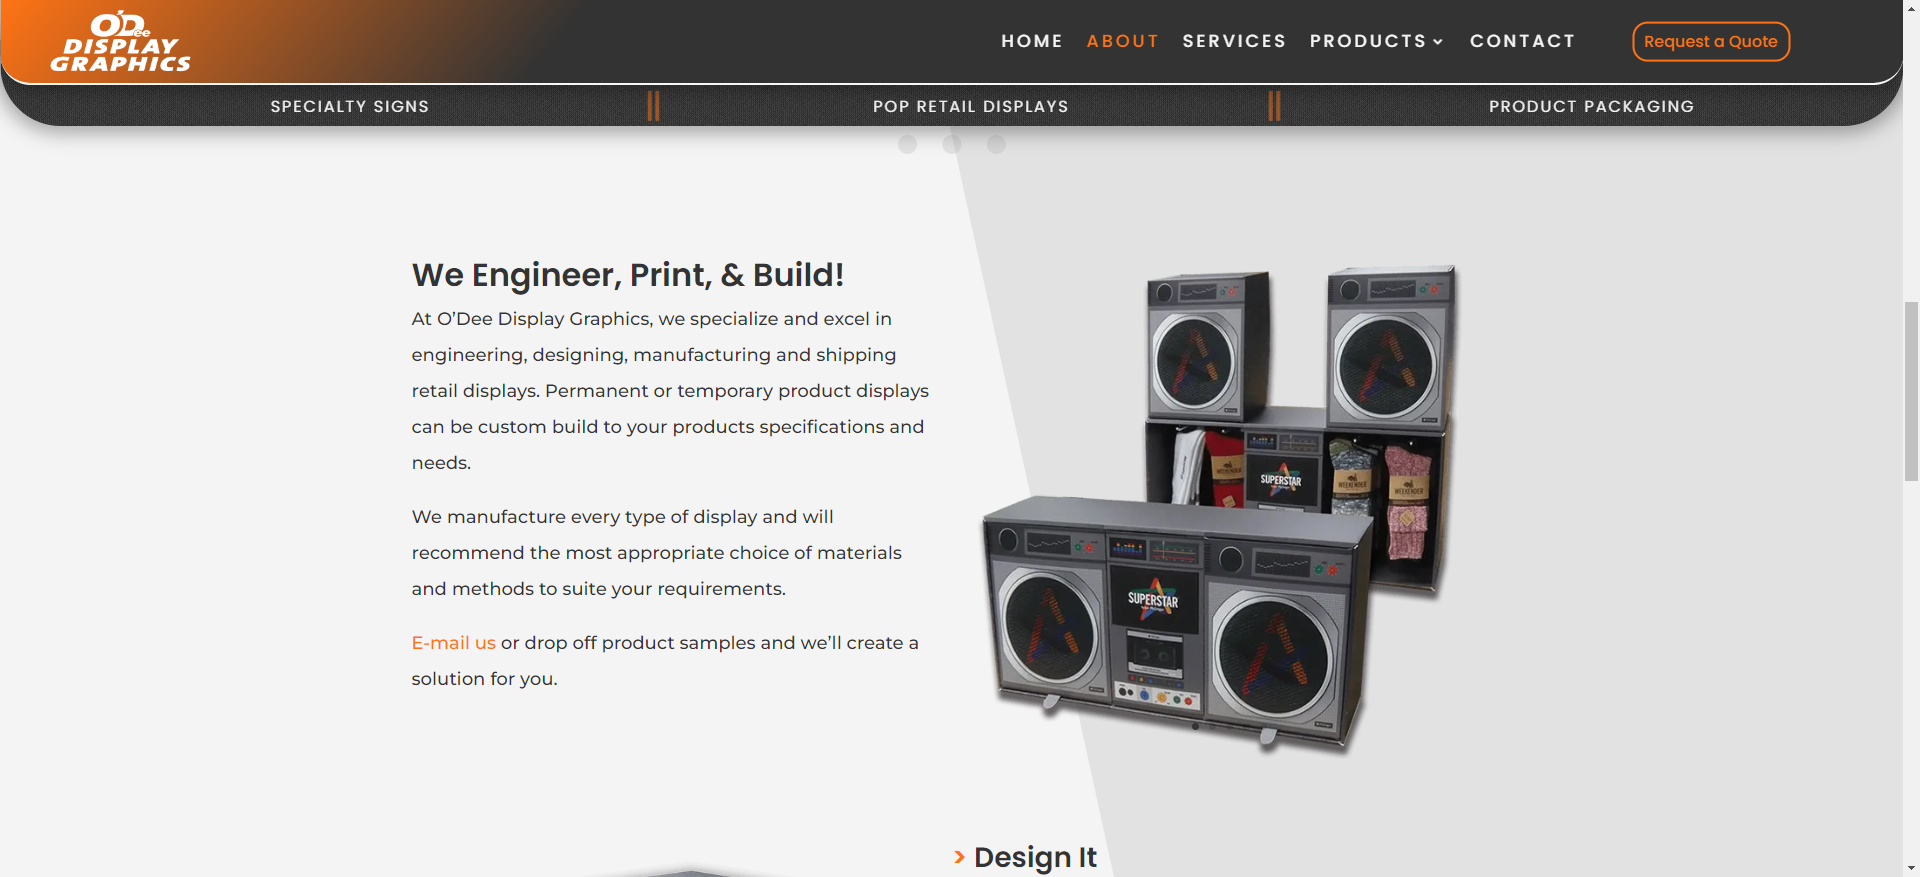 O'Dee
DISPLAY
GRAPHICS
HOME ABOUT SERVICES PRODUCTS CONTACT Request a Quote
SPECIALTY SIGNS POP RETAIL DISPLAYS PRODUCT PACKAGING
We Engineer, Print, & Build!
At O’Dee Display Graphics, we specialize and excel in
engineering, designing, manufacturing and shipping
retail displays. Permanent or temporary product displays
can be custom build to your products specifications and
needs.
We manufacture every type of display and will
recommend the most appropriate choice of materials
and methods to suite your requirements.
E-mail us or drop off product samples and we’ll create a
solution for you.
WEEKENDER
SUPERSTAR
WEEKENDER
WEEKENDER
SUPERSTAR
> Design It